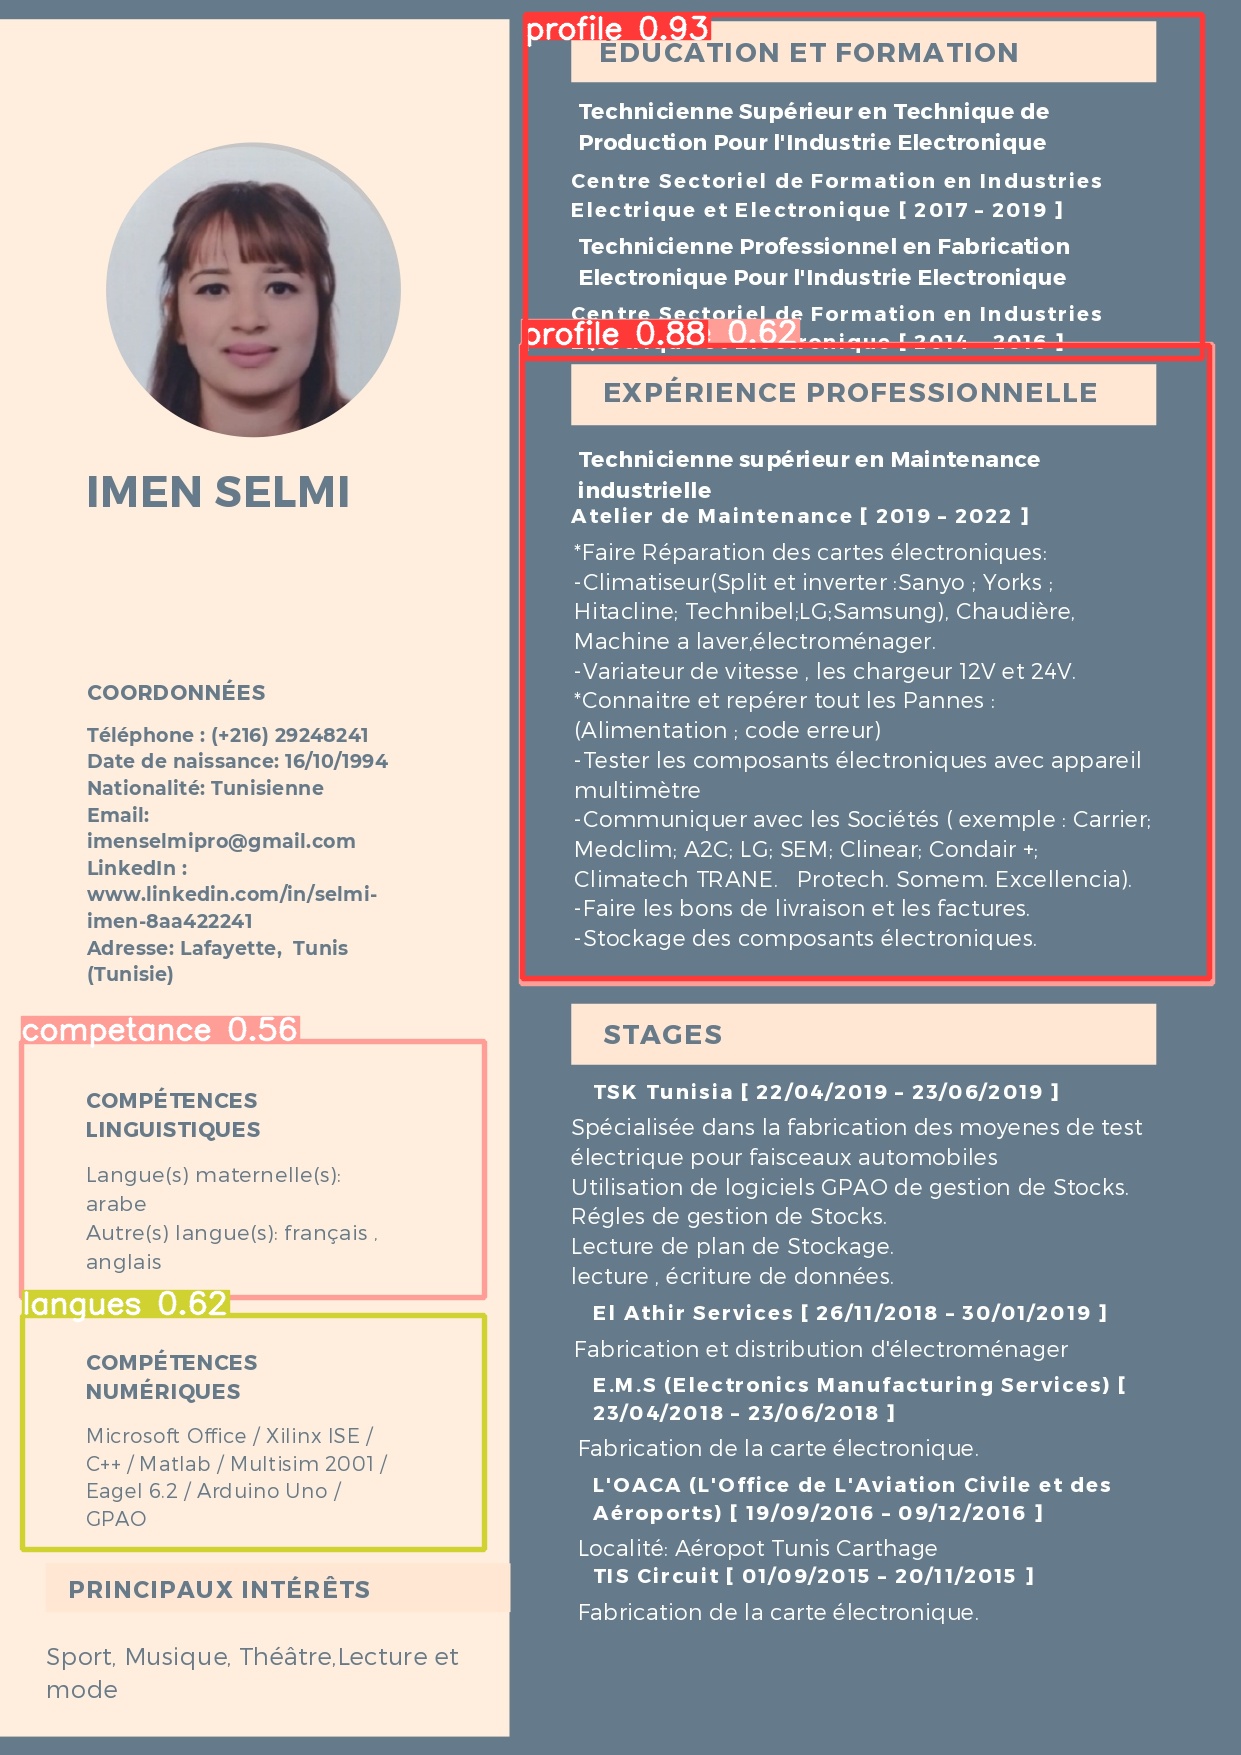 IMEN SELMI
COORDONNÉES
Téléphone : (+216) 29248241
Date de naissance: 16/10/1994
Nationalité: Tunisienne
Email:
imenselmipro@gmail.com
LinkedIn :
www.linkedin.com/in/selmi-
imen-8aa422241
Adresse: Lafayette, Tunis
(Tunisie)
competance 0.56
COMPÉTENCES
LINGUISTIQUES
Langue(s) maternelle(s):
arabe
Autre(s) langue(s): français ,
anglais
langues 0.62
COMPÉTENCES
NUMÉRIQUES
Microsoft Office / Xilinx ISE /
C++ / Matlab / Multisim 2001 /
Eagel 6.2 / Arduino Uno /
GPAO
PRINCIPAUX INTÉRÊTS
Sport, Musique, Théâtre,Lecture et
mode
profile 0.93
EDUCATION ET FORMATION
Technicienne Supérieur en Technique de
Production Pour l'Industrie Electronique
Centre Sectoriel de Formation en Industries
Electrique et Electronique [ 2017 – 2019 ]
Technicienne Professionnel en Fabrication
Electronique Pour l'Industrie Electronique
Centre Sectoriel de Formation en Industries
profile 0.88 0.62
[ 2014 – 2016 ]
EXPÉRIENCE PROFESSIONNELLE
Technicienne supérieur en Maintenance
industrielle
Atelier de Maintenance [ 2019 – 2022 ]
*Faire Réparation des cartes électroniques:
-Climatiseur(Split et inverter :Sanyo ; Yorks ;
Hitacline; Technibel;LG;Samsung), Chaudière,
Machine a laver,électroménager.
-Variateur de vitesse , les chargeur 12V et 24V.
*Connaitre et repérer tout les Pannes :
(Alimentation ; code erreur)
-Tester les composants électroniques avec appareil
multimètre
-Communiquer avec les Sociétés ( exemple : Carrier;
Medclim; A2C; LG; SEM; Clinear; Condair +;
Climatech TRANE. Protech. Somem. Excellencia).
-Faire les bons de livraison et les factures.
-Stockage des composants électroniques.
STAGES
TSK Tunisia [ 22/04/2019 – 23/06/2019 ]
Spécialisée dans la fabrication des moyenes de test
électrique pour faisceaux automobiles
Utilisation de logiciels GPAO de gestion de Stocks.
Régles de gestion de Stocks.
Lecture de plan de Stockage.
lecture , écriture de données.
El Athir Services [ 26/11/2018 – 30/01/2019 ]
Fabrication et distribution d'électroménager
E.M.S (Electronics Manufacturing Services) [
23/04/2018 – 23/06/2018 ]
Fabrication de la carte électronique.
L'OACA (L'Office de L'Aviation Civile et des
Aéroports) [ 19/09/2016 – 09/12/2016 ]
Localité: Aéropot Tunis Carthage
TIS Circuit [ 01/09/2015 – 20/11/2015 ]
Fabrication de la carte électronique.